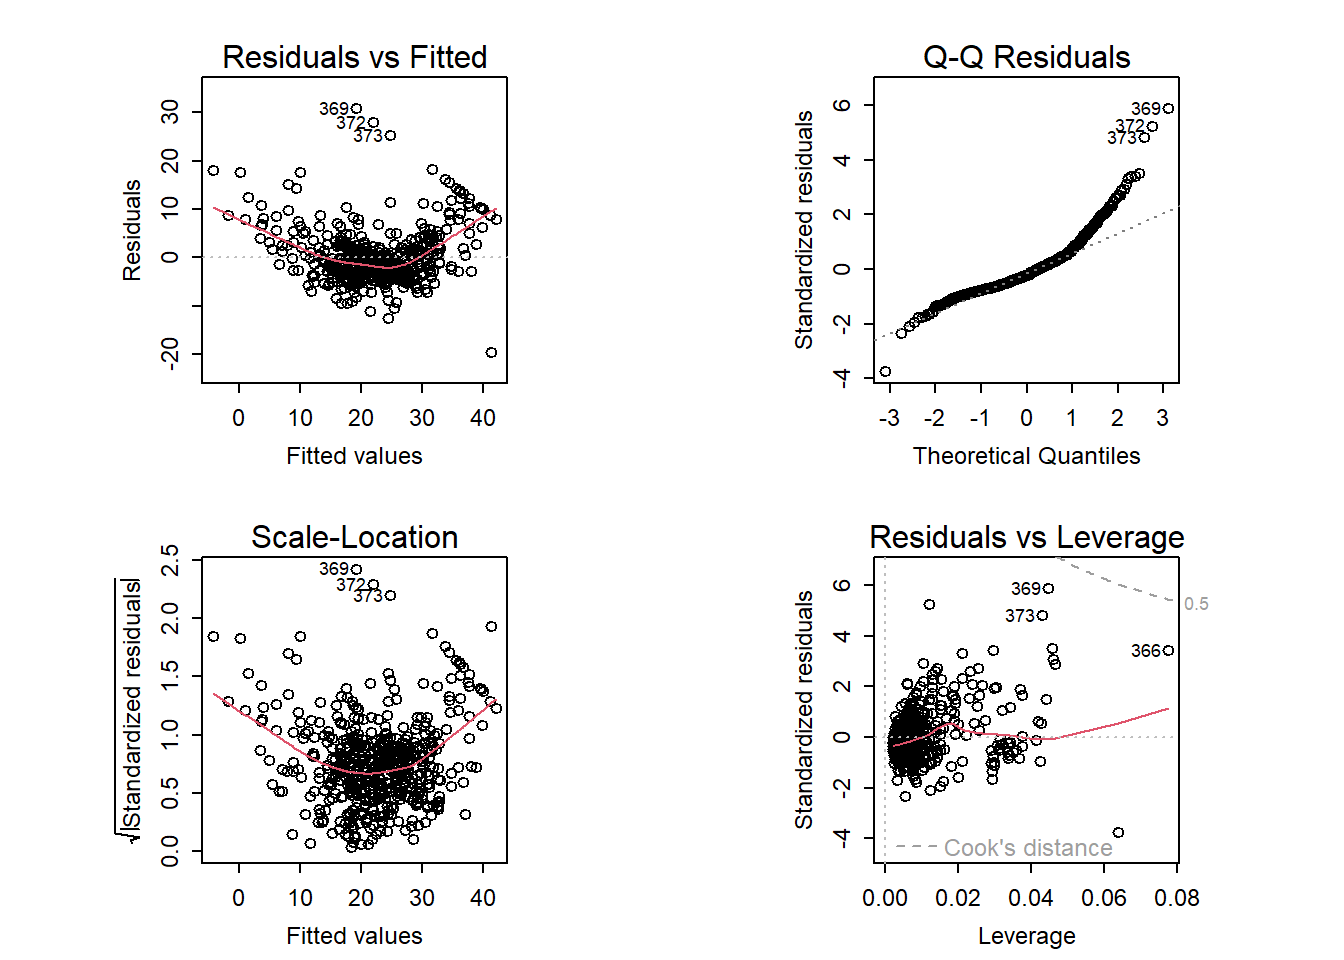 Residuals vs Fitted
Residuals
30
20
10
0
-20
369
372
373
0 10 20 30 40
Fitted values
Q-Q Residuals
Standardized residuals
6
4
2
0
-2
-4
369
372
373
-3 -2 -1 0 1 2 3
Theoretical Quantiles
Scale-Location
√|Standardized residuals|
2.5
2.0
1.5
1.0
0.5
0.0
369
372
373
0 10 20 30 40
Fitted values
Residuals vs Leverage
Standardized residuals
6
4
2
0
-2
-4
369
373
366
0.5
Cook's distance
0.00 0.02 0.04 0.06 0.08
Leverage